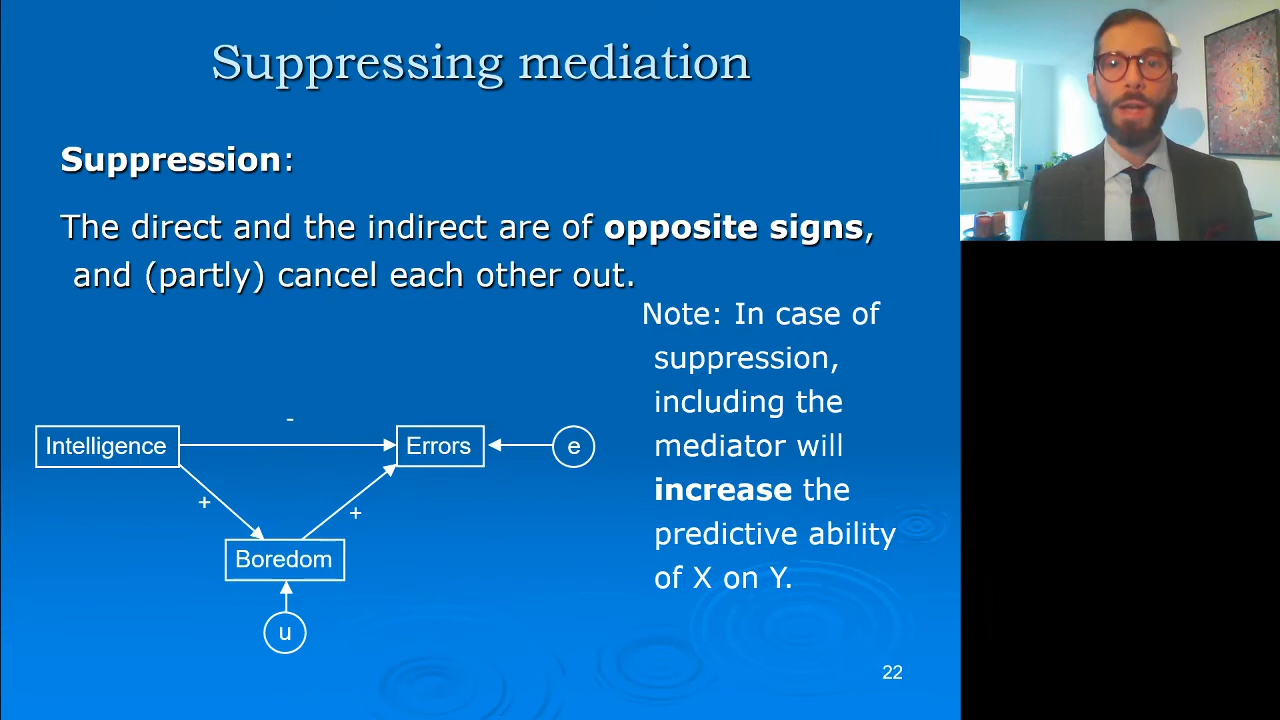 Suppressing mediation
Suppression:
The direct and the indirect are of opposite signs,
and (partly) cancel each other out.
Note: In case of
suppression,
including the
mediator will
increase the
predictive ability
of X on Y.
-
Intelligence
Errors
e
+
+
Boredom
u
22